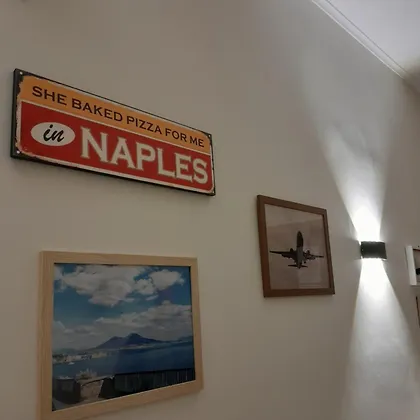 SHE BAKED PIZZA FOR ME
in NAPLES